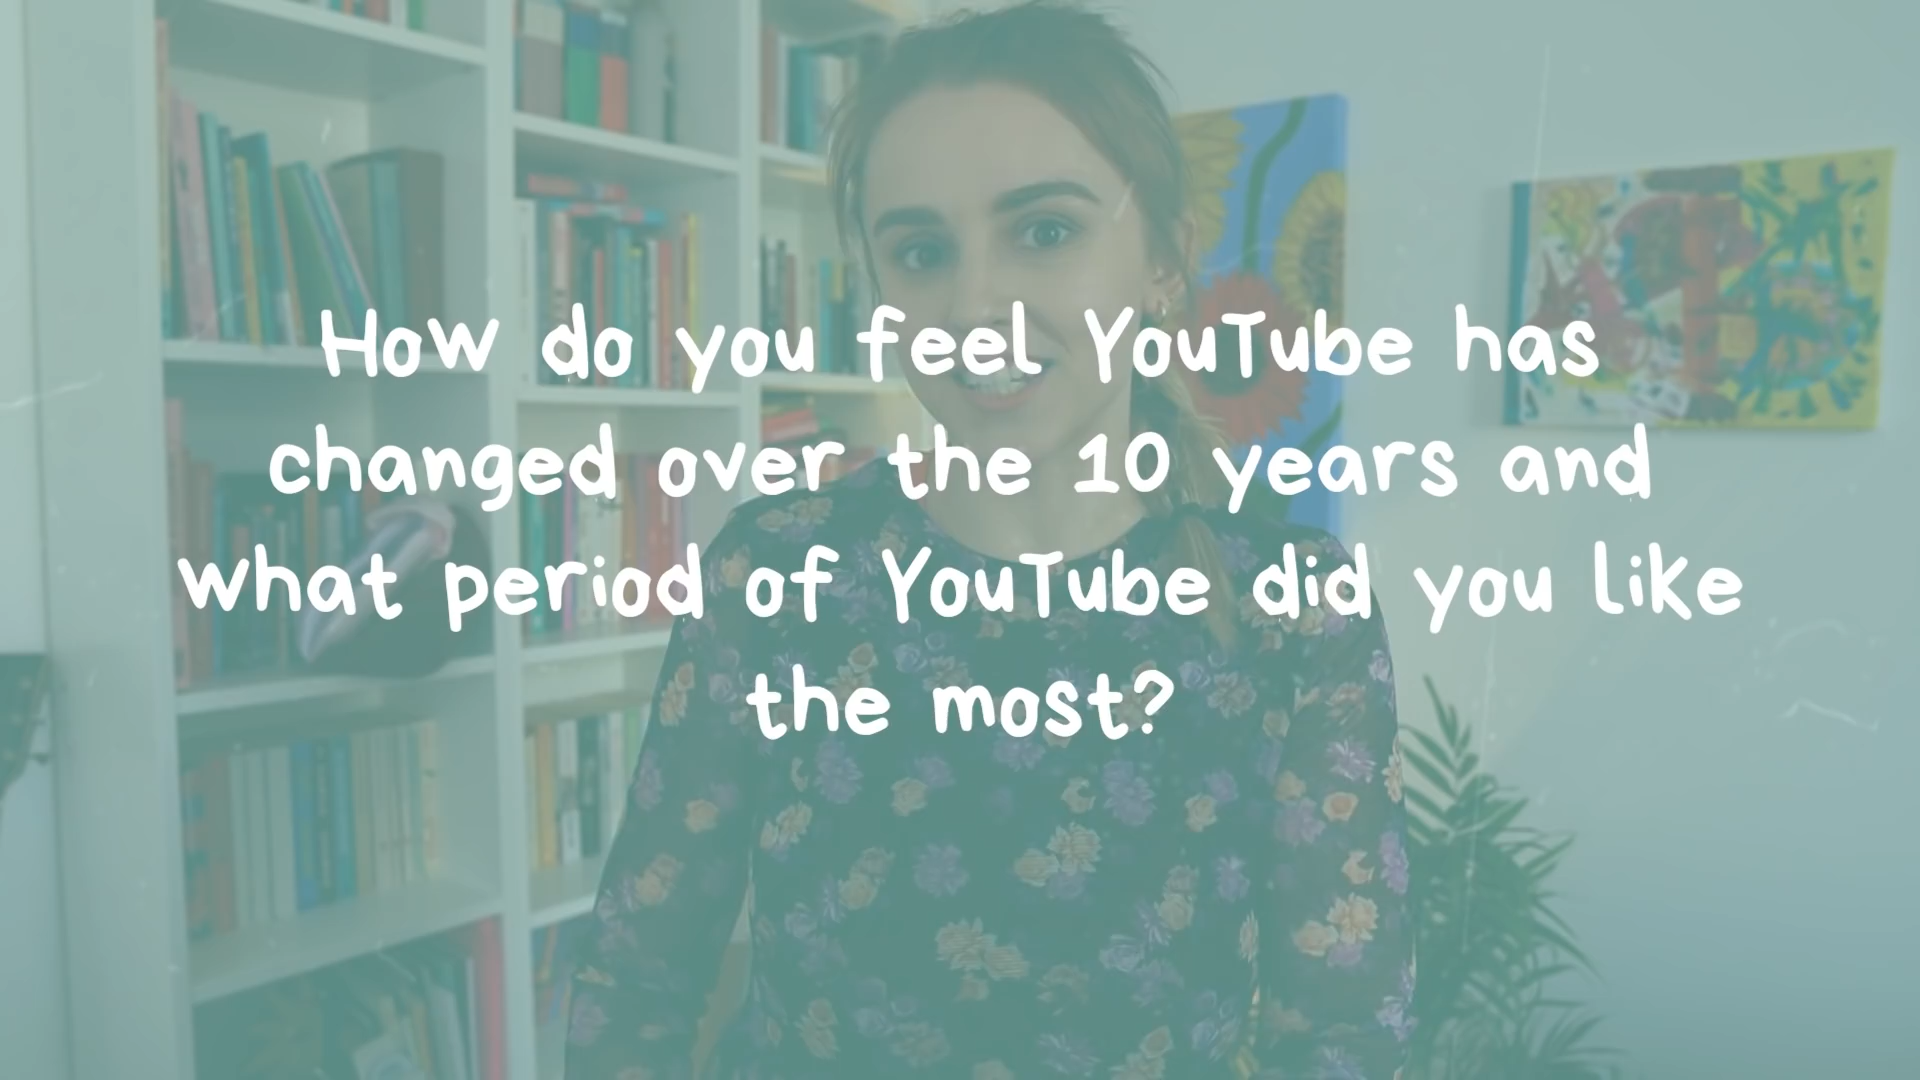 How do you feel YouTube has
changed over the 10 years and
what period of YouTube did you like
the most?